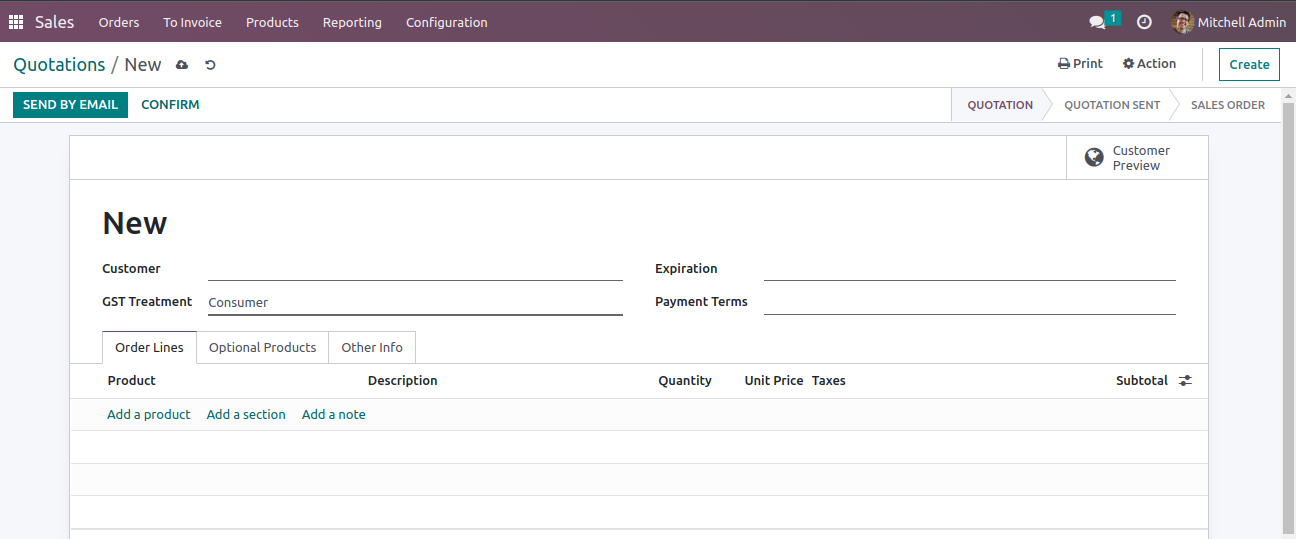 Sales Orders To Invoice Products Reporting Configuration 1 Mitchell Admin
Quotations / New Print Action Create
SEND BY EMAIL CONFIRM QUOTATION QUOTATION SENT SALES ORDER
Customer
Preview
New
Customer Expiration
GST Treatment Consumer Payment Terms
Order Lines Optional Products Other Info
Product Description Quantity Unit Price Taxes Subtotal
Add a product Add a section Add a note